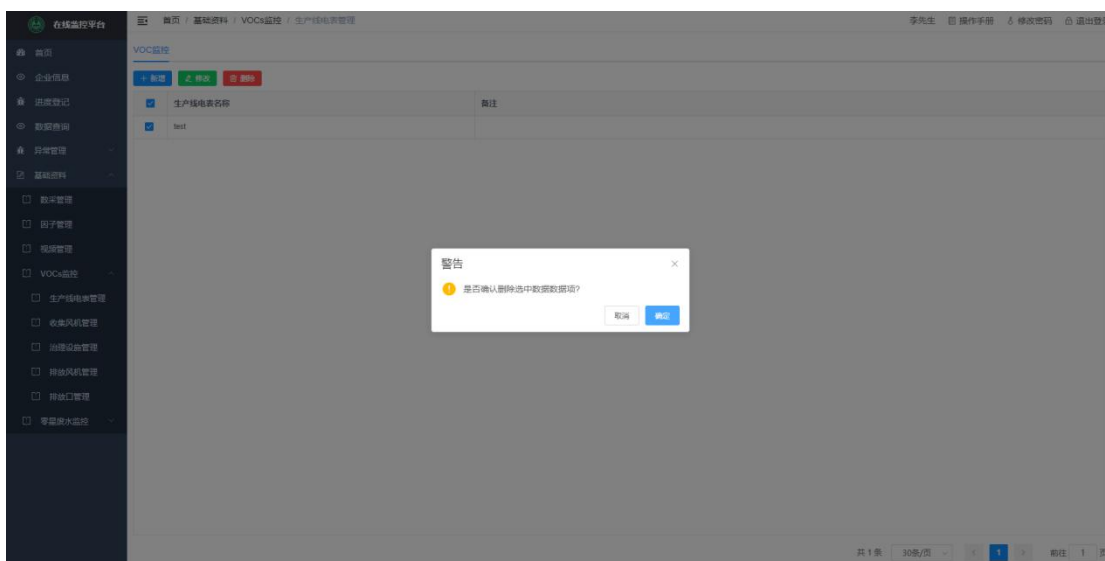 在线监控平台
首页 / 基础资料 / VOCs监控 / 生产线电表管理
李先生 操作手册 修改密码 退出登
首页
企业信息
进度登记
数据查询
异常管理
基础资料
数采管理
因子管理
视频管理
VOCs监控
生产线电表管理
收集风机管理
治理设施管理
排放风机管理
排放口管理
零星废水监控
VOC监控
+ 新增 修改 删除
生产线电表名称 备注
test
警告
是否确认删除选中数据数据项?
取消 确定
共 1 条 30条/页 1 前往 1